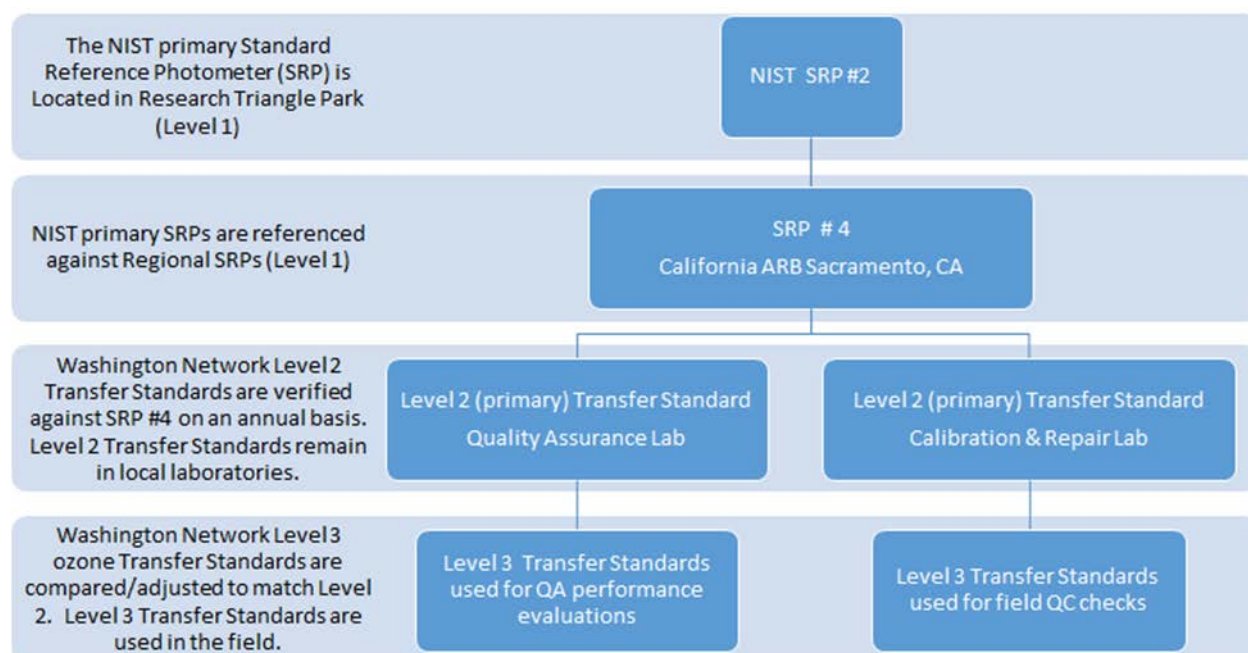 The NIST primary Standard
Reference Photometer (SRP) is
Located in Research Triangle Park
(Level 1)
NIST SRP #2
NIST primary SRPs are referenced
against Regional SRPs (Level 1)
SRP # 4
California ARB Sacramento, CA
Washington Network Level 2
Transfer Standards are verified
against SRP #4 on an annual basis.
Level 2 Transfer Standards remain
in local laboratories.
Level 2 (primary) Transfer Standard
Quality Assurance Lab
Level 2 (primary) Transfer Standard
Calibration & Repair Lab
Washington Network Level 3
ozone Transfer Standards are
compared/adjusted to match Level
2. Level 3 Transfer Standards are
used in the field.
Level 3 Transfer Standards
used for QA performance
evaluations
Level 3 Transfer Standards
used for field QC checks